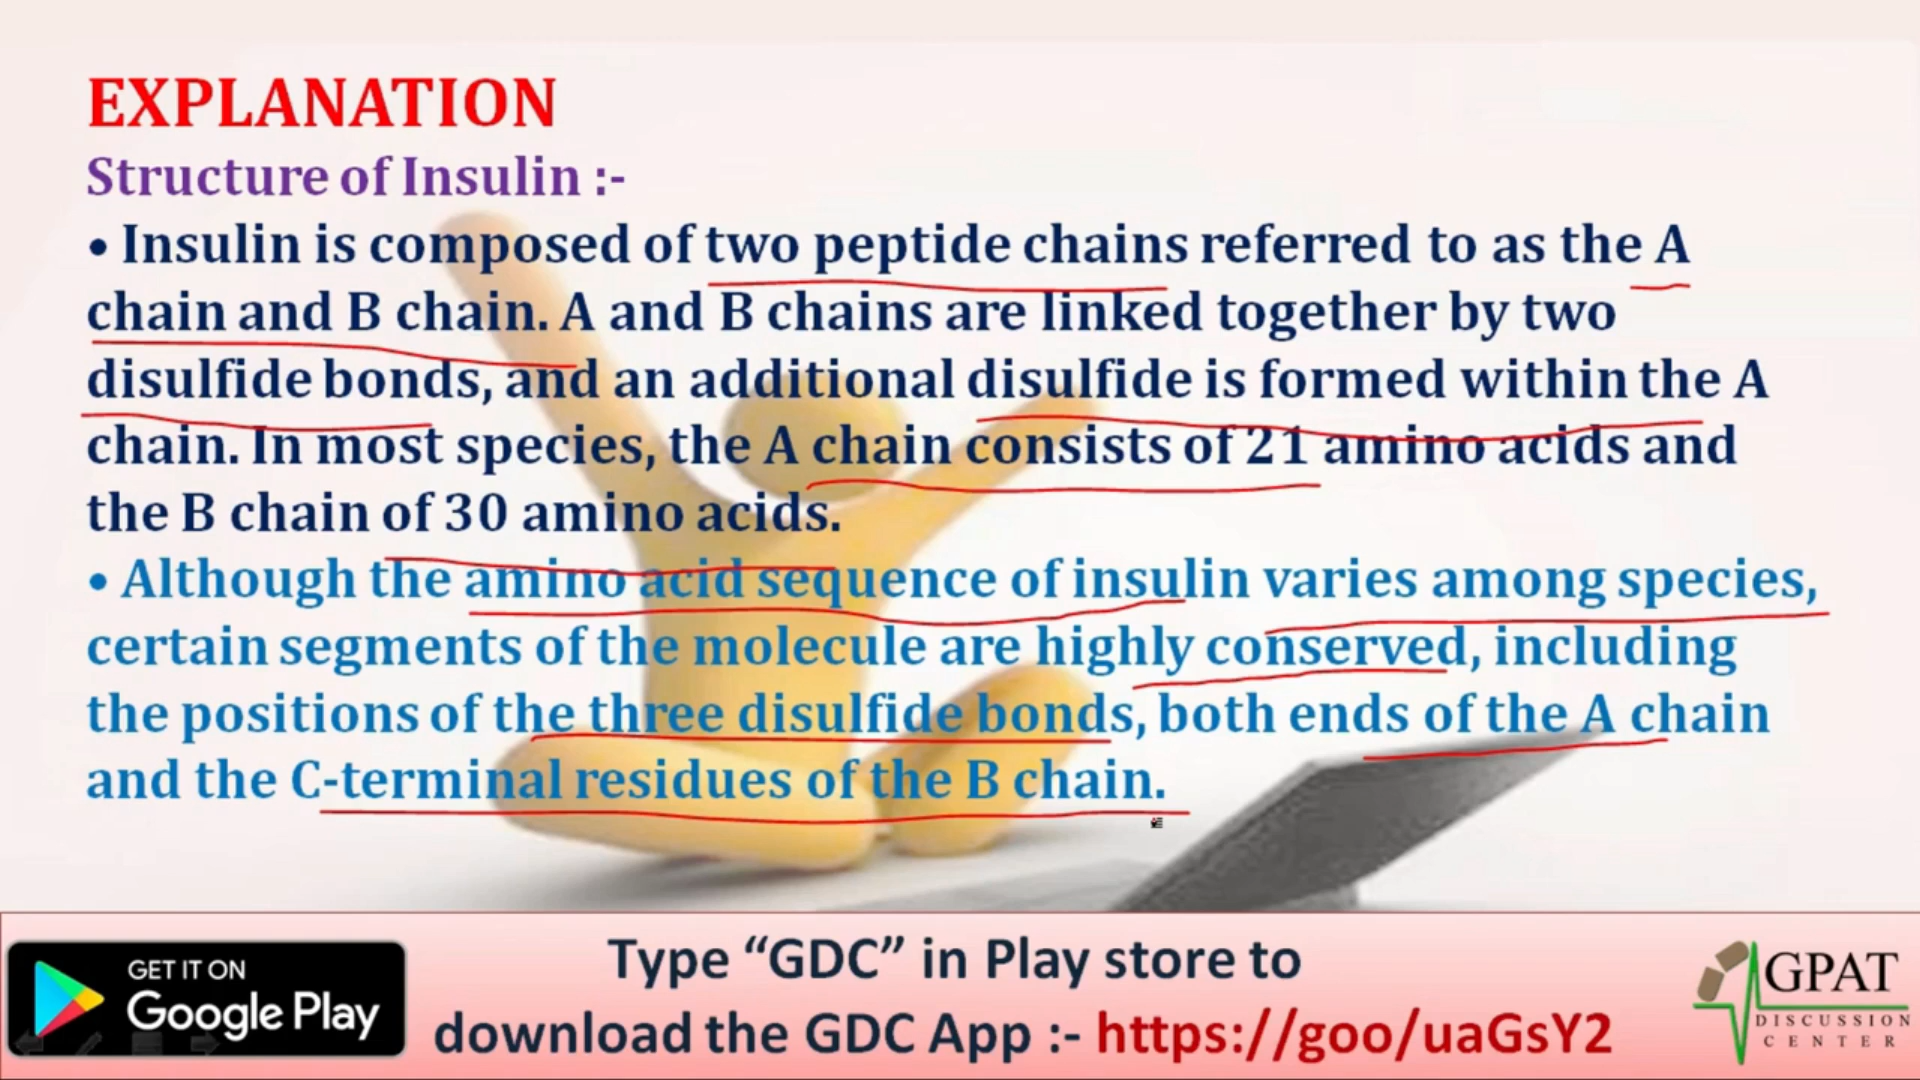 EXPLANATION
Structure of Insulin :-
• Insulin is composed of two peptide chains referred to as the A
chain and B chain. A and B chains are linked together by two
disulfide bonds, and an additional disulfide is formed within the A
chain. In most species, the A chain consists of 21 amino acids and
the B chain of 30 amino acids.
• Although the amino acid sequence of insulin varies among species,
certain segments of the molecule are highly conserved, including
the positions of the three disulfide bonds, both ends of the A chain
and the C-terminal residues of the B chain.
GET IT ON
Google Play
Type “GDC” in Play store to
download the GDC App :- https://goo/uaGsY2
GPAT
DISCUSSION
CENTER